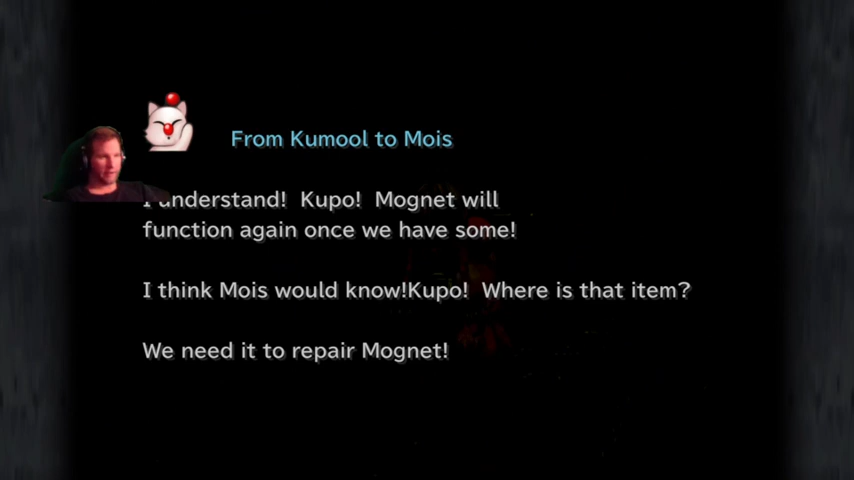 From Kumool to Mois
I understand!  Kupo!  Mognet will
function again once we have some!
I think Mois would know!Kupo!  Where is that item?
We need it to repair Mognet!